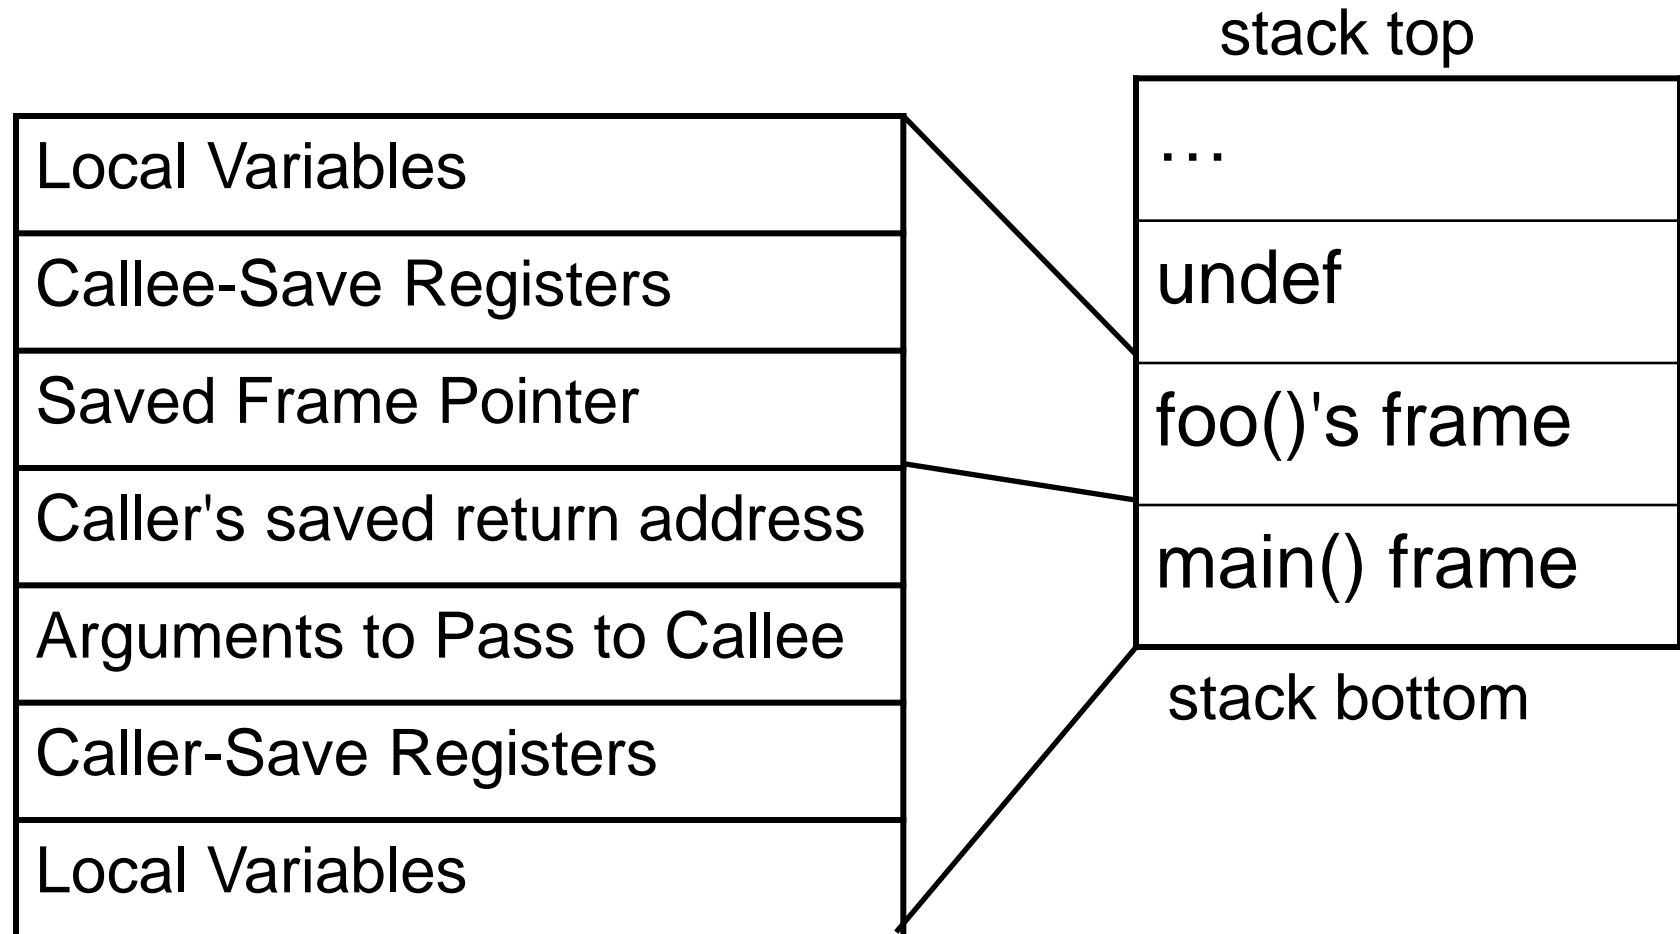 stack top
Local Variables
Callee-Save Registers
Saved Frame Pointer
Caller's saved return address
Arguments to Pass to Callee
Caller-Save Registers
Local Variables
…
undef
foo()'s frame
main() frame
stack bottom